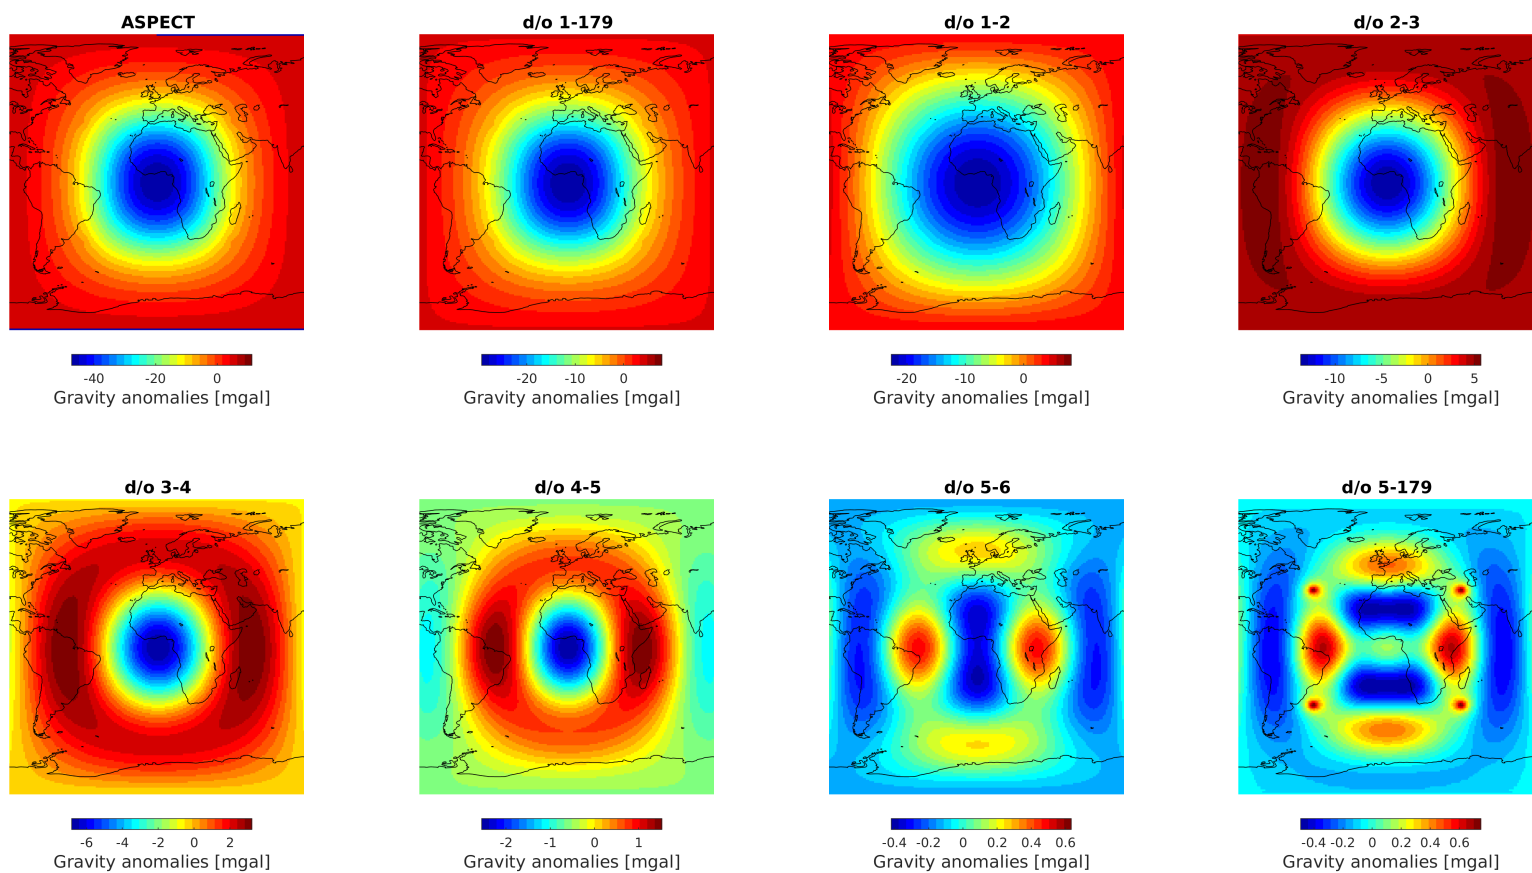 ASPECT
d/o 1-179
d/o 1-2
d/o 2-3
-40 -20 0
-20 -10 0
-20 -10 0
-10 -5 0 5
Gravity anomalies [mgal]
Gravity anomalies [mgal]
Gravity anomalies [mgal]
Gravity anomalies [mgal]
d/o 3-4
d/o 4-5
d/o 5-6
d/o 5-179
-6 -4 -2 0 2
-2 -1 0 1
-0.4 -0.2 0 0.2 0.4 0.6
-0.4 -0.2 0 0.2 0.4 0.6
Gravity anomalies [mgal]
Gravity anomalies [mgal]
Gravity anomalies [mgal]
Gravity anomalies [mgal]